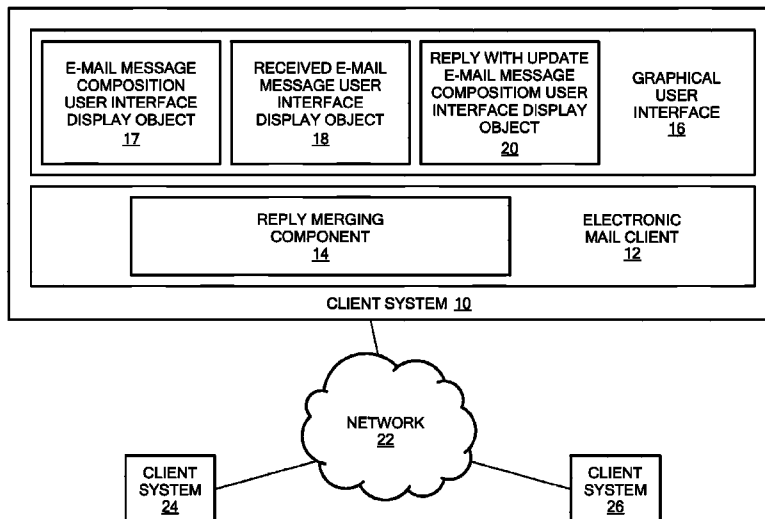 E-MAIL MESSAGE
COMPOSITION
USER INTERFACE
DISPLAY OBJECT
17
RECEIVED E-MAIL
MESSAGE USER
INTERFACE
DISPLAY OBJECT
18
REPLY WITH UPDATE
E-MAIL MESSAGE
COMPOSITIOM USER
INTERFACE DISPLAY
OBJECT
20
GRAPHICAL
USER
INTERFACE
16
REPLY MERGING
COMPONENT
14
ELECTRONIC
MAIL CLIENT
12
CLIENT SYSTEM 10
NETWORK
22
CLIENT
SYSTEM
24
CLIENT
SYSTEM
26